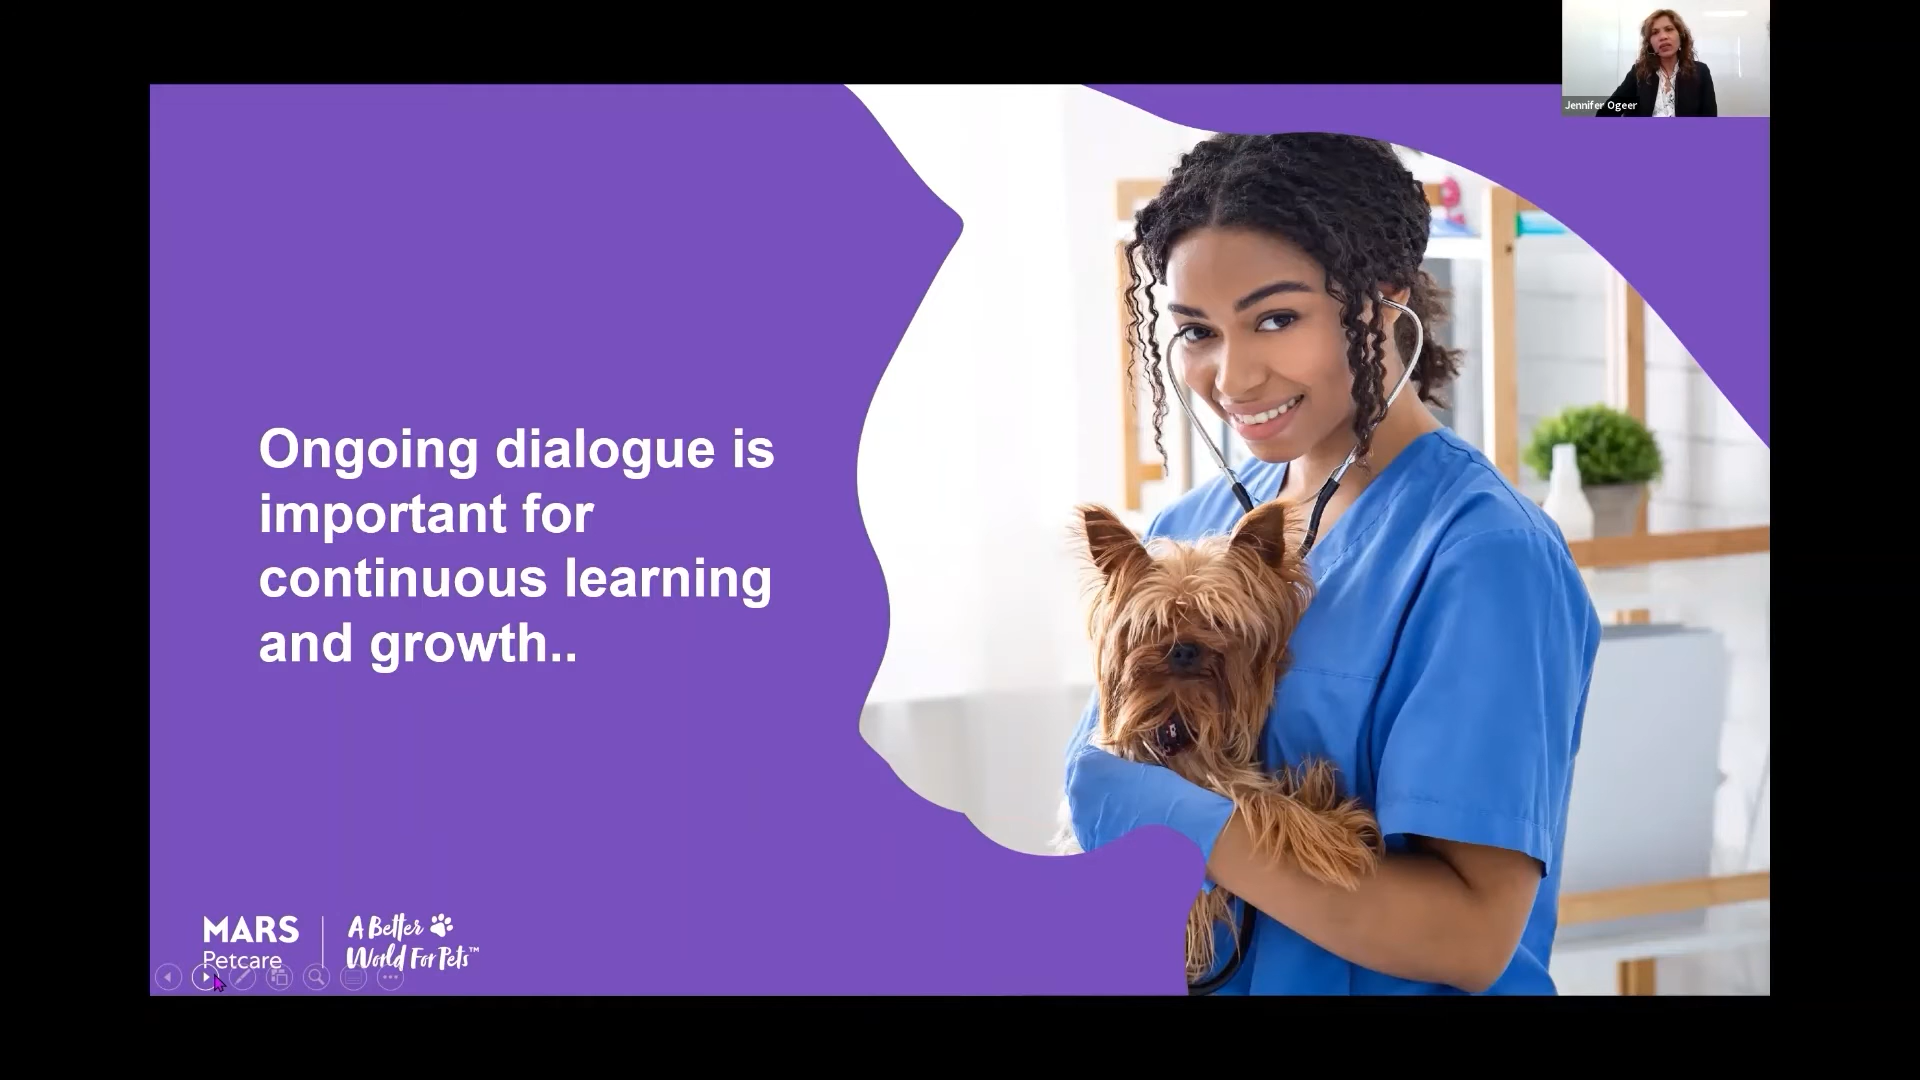 Jennifer Ogeer
Ongoing dialogue is
important for
continuous learning
and growth..
MARS
Petcare
A Better
World For Pets™